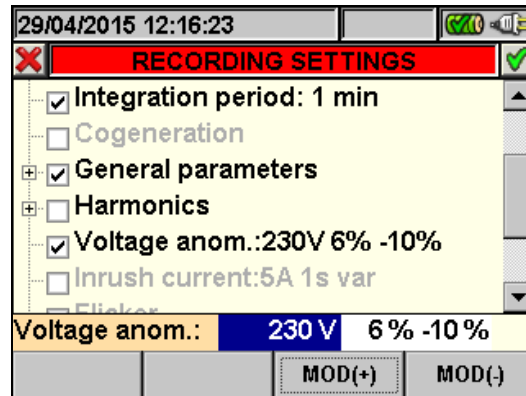 29/04/2015 12:16:23
RECORDING SETTINGS
Integration period: 1 min
Cogeneration
General parameters
Harmonics
Voltage anom.:230V 6% -10%
Inrush current:5A 1s var
Flicker
Voltage anom.: 230 V 6 % -10 %
MOD(+) MOD(-)